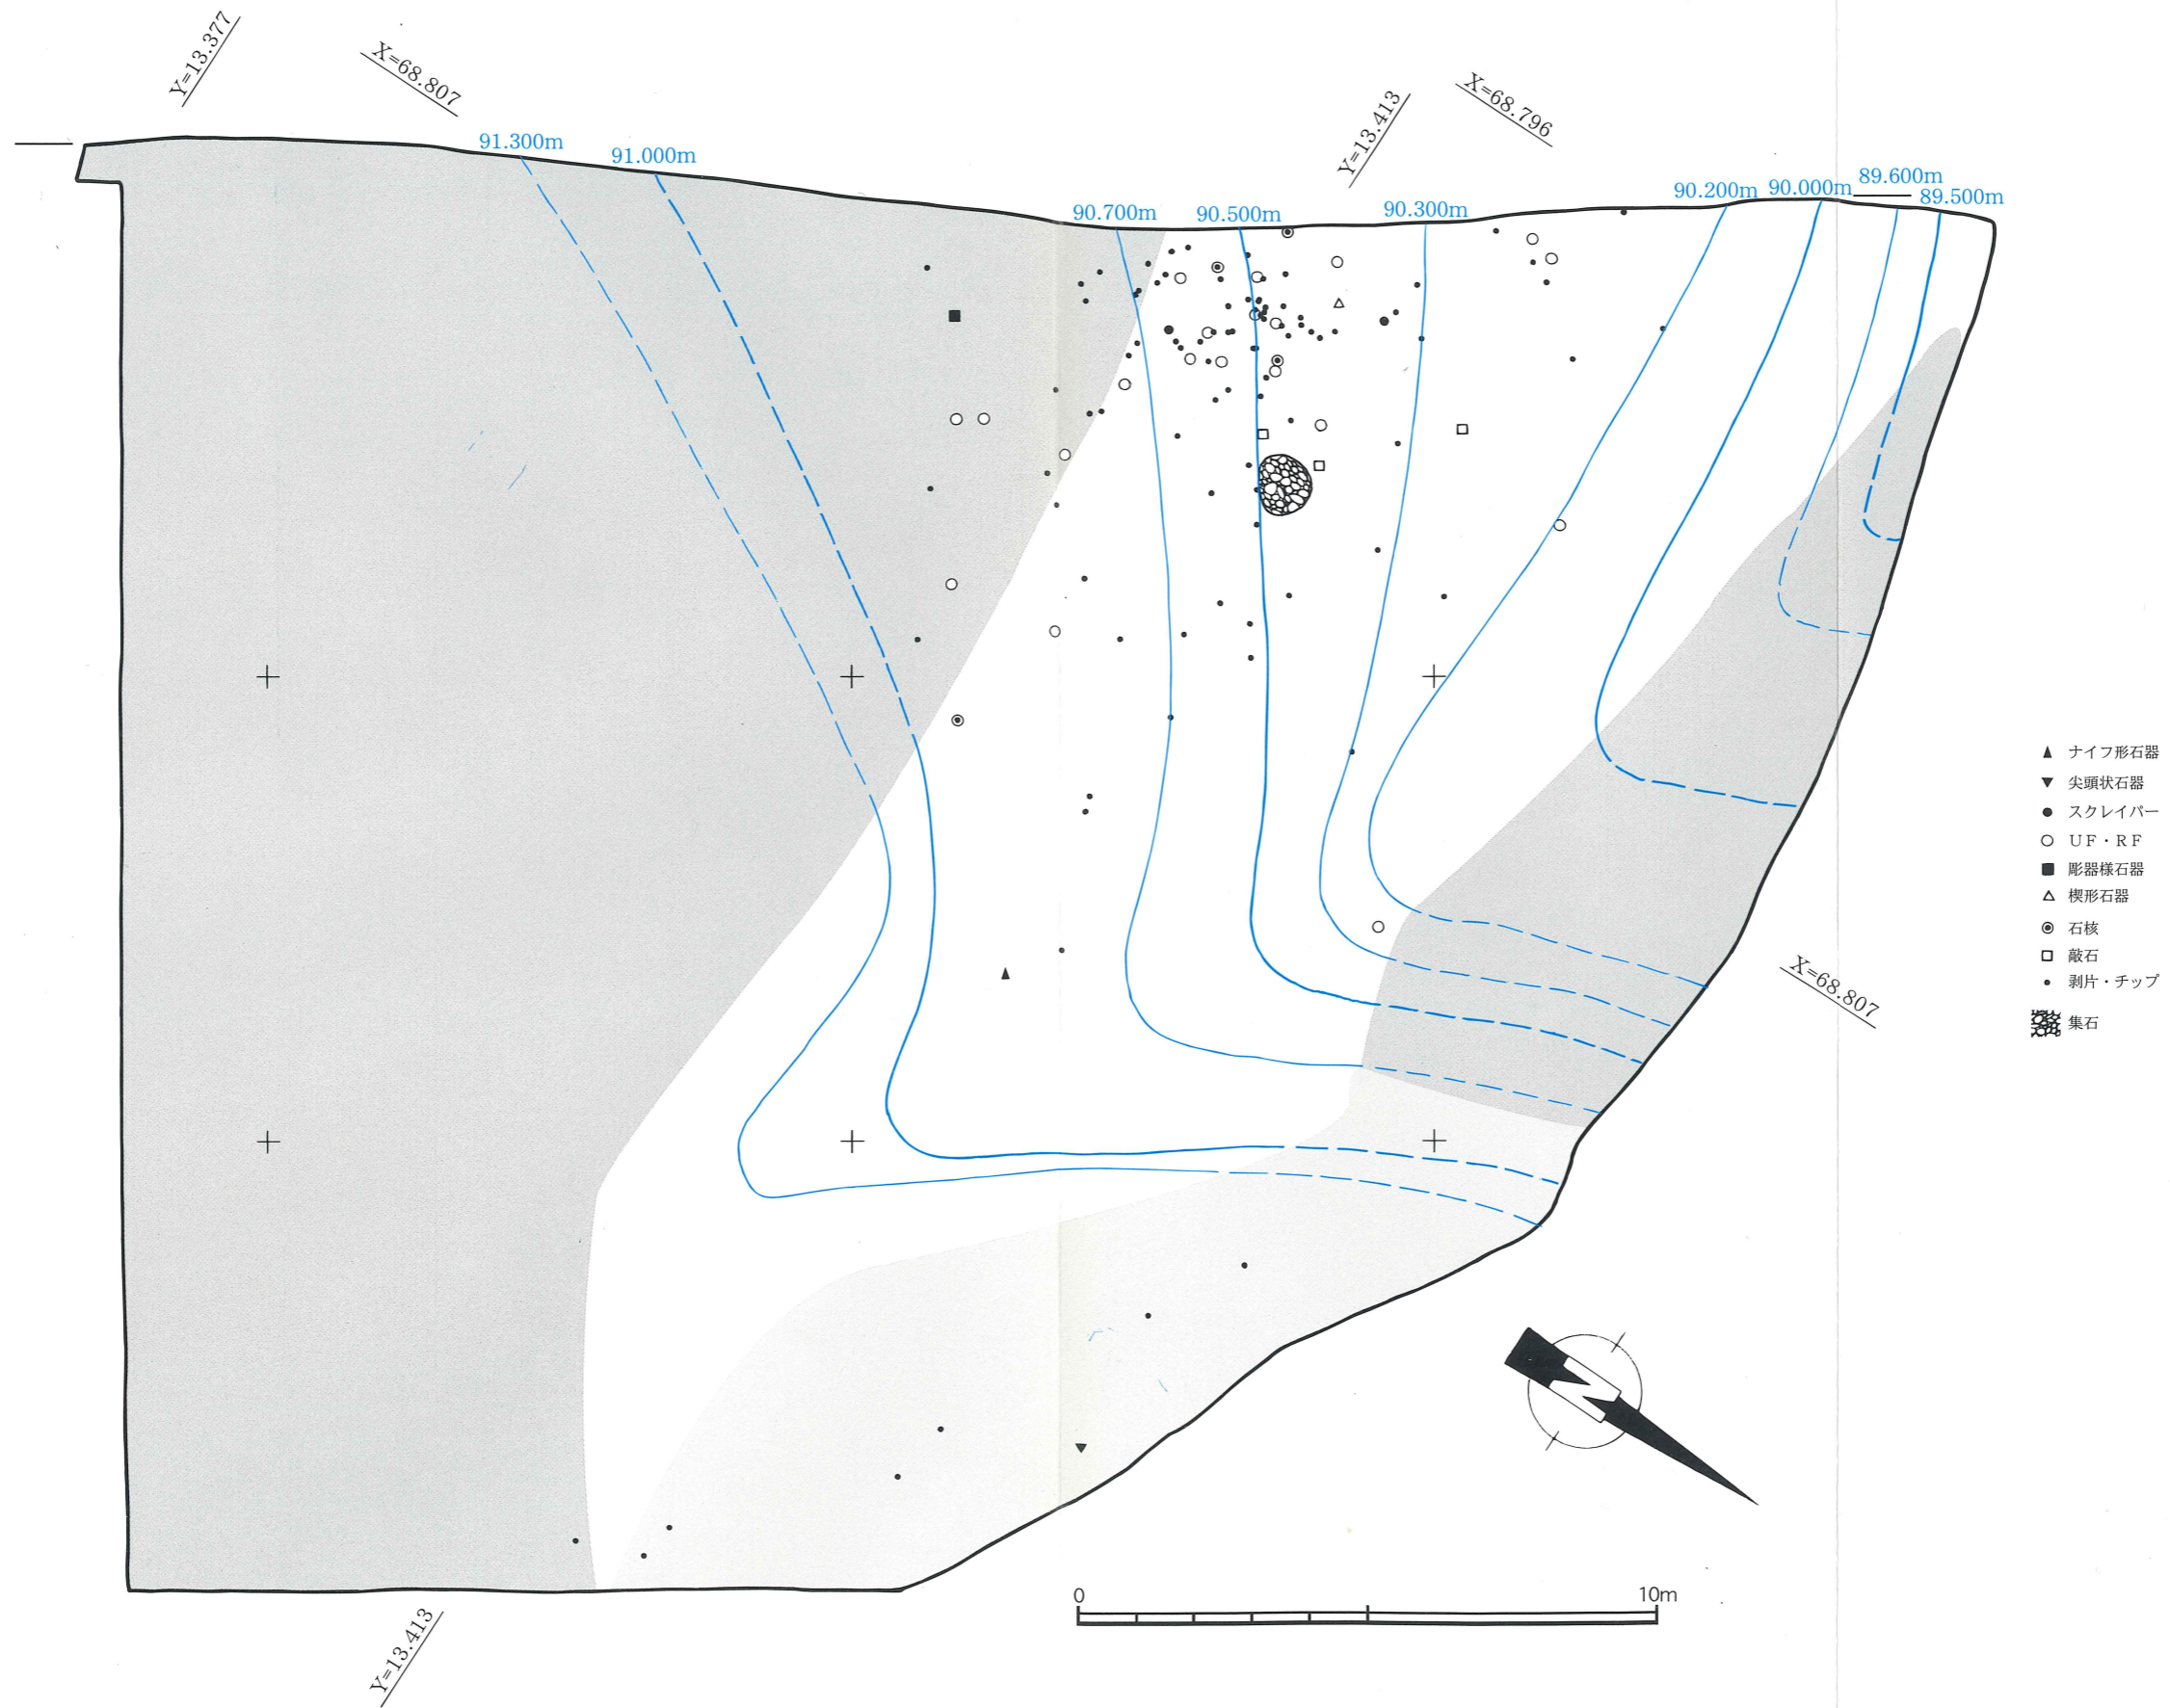 Y=13.377
X=68.807
Y=13.413
X=68.796
91.300m
91.000m
90.700m
90.500m
90.300m
90.200m
90.000m
89.600m
89.500m
ナイフ形石器
尖頭状石器
スクレイパー
ＵＦ・ＲＦ
彫器様石器
楔形石器
石核
敲石
剥片・チップ
集石
X=68.807
Y=13.413
0
10m